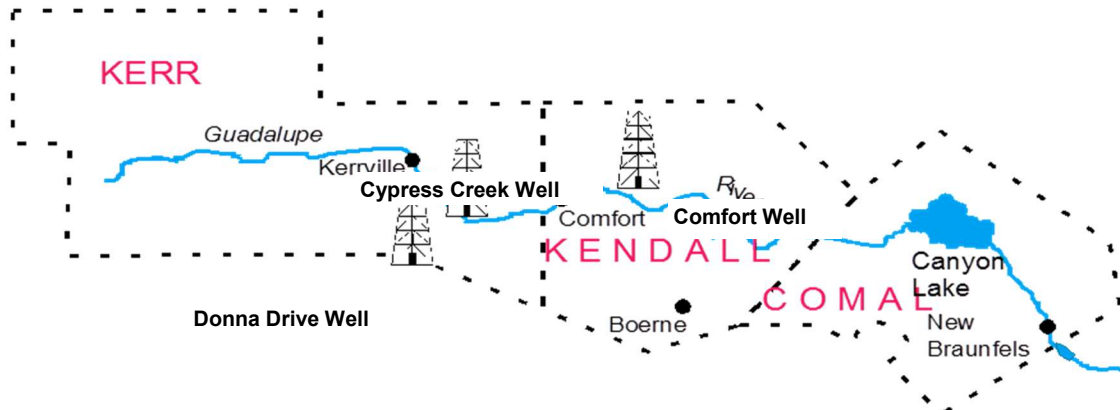 KERR
Guadalupe
Kerrville
Cypress Creek Well
Rive
Comfort
Comfort Well
KENDALL
Canyon
Lake
COMAL
Donna Drive Well
Boerne
New
Braunfels